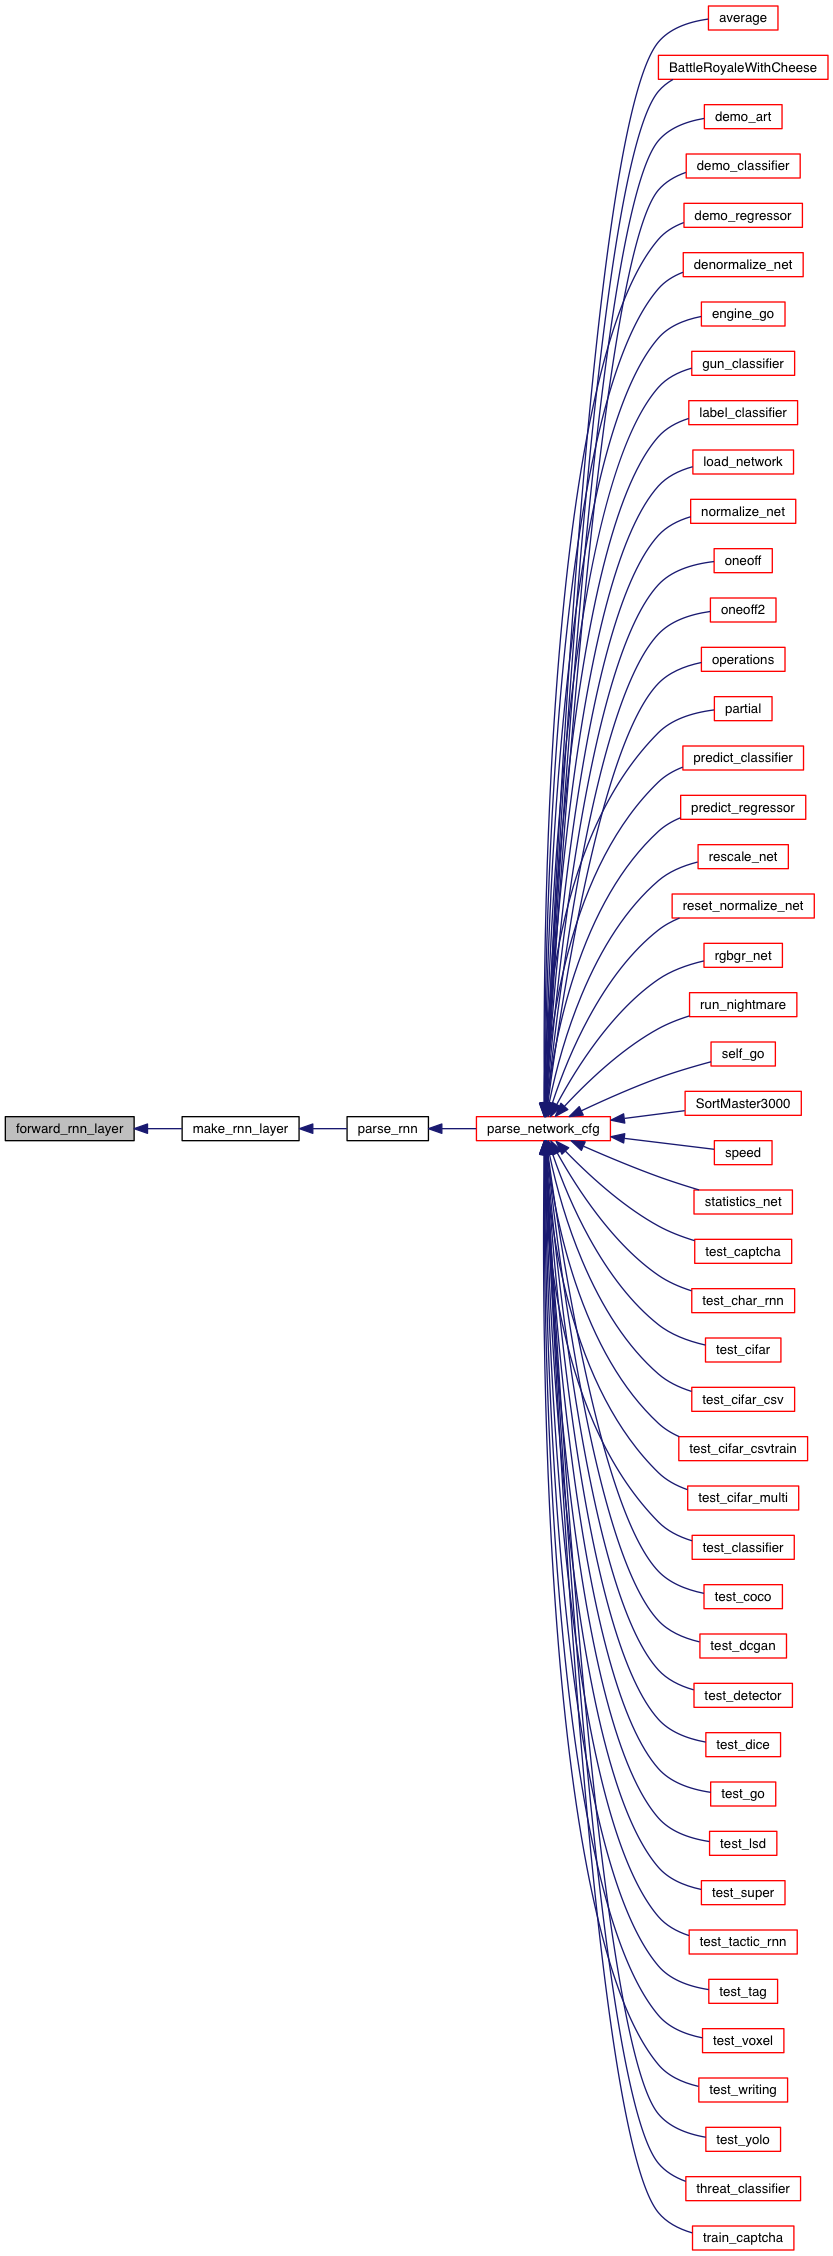 average
BattleRoyaleWithCheese
demo_art
demo_classifier
demo_regressor
denormalize_net
engine_go
gun_classifier
label_classifier
load_network
normalize_net
oneoff
oneoff2
operations
partial
predict_classifier
predict_regressor
rescale_net
reset_normalize_net
rgbgr_net
run_nightmare
self_go
SortMaster3000
forward_rnn_layer
make_rnn_layer
parse_rnn
parse_network_cfg
speed
statistics_net
test_captcha
test_char_rnn
test_cifar
test_cifar_csv
test_cifar_csvtrain
test_cifar_multi
test_classifier
test_coco
test_dcgan
test_detector
test_dice
test_go
test_lsd
test_super
test_tactic_rnn
test_tag
test_voxel
test_writing
test_yolo
threat_classifier
train_captcha